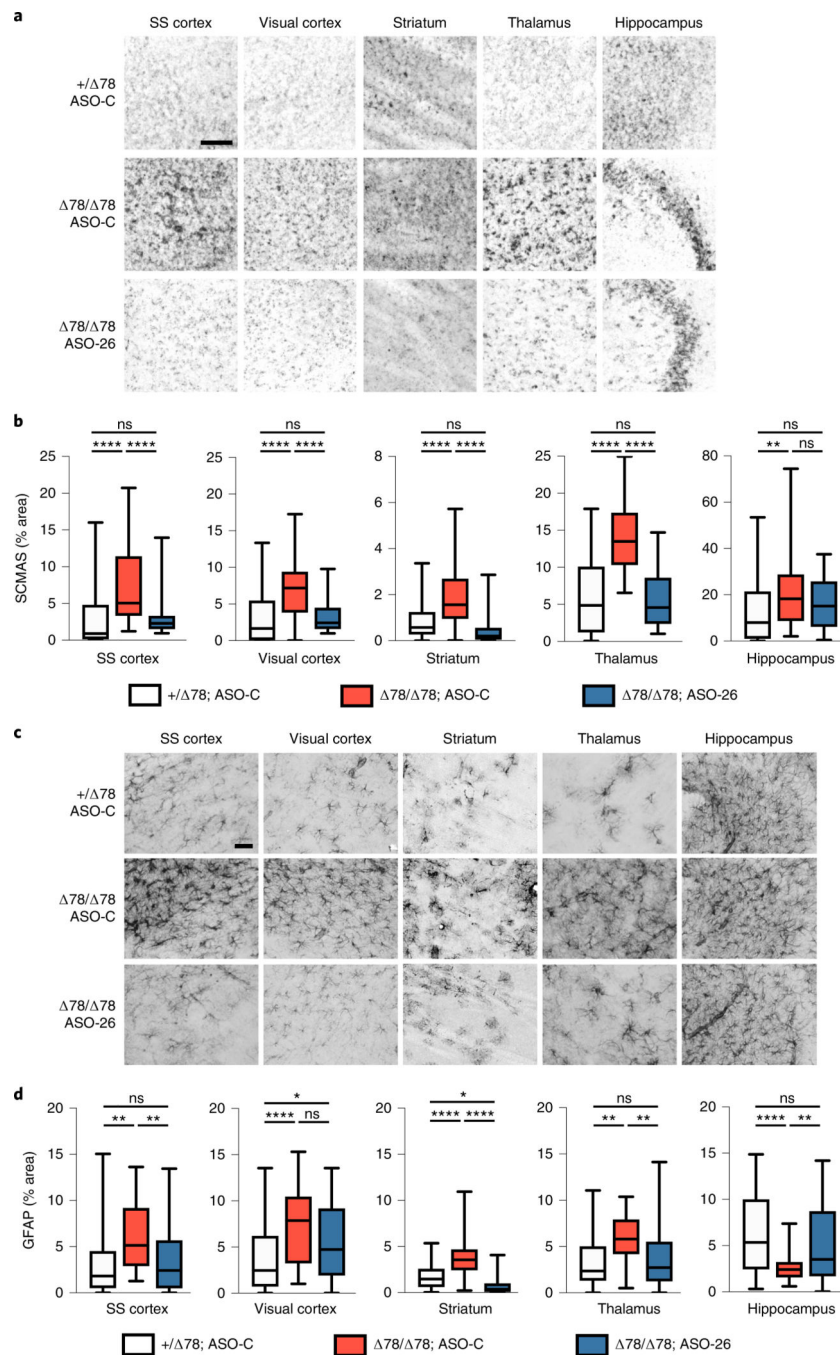 a
SS cortex Visual cortex Striatum Thalamus Hippocampus
+/Δ78
ASO-C
Δ78/Δ78
ASO-C
Δ78/Δ78
ASO-26
b
ns ns ns ns ns
**** **** **** **** **** **** **** **** ** ns
SCMAS (% area)
25 20 15 10 5 0
25 20 15 10 5 0
8 6 4 2 0
25 20 15 10 5 0
80 60 40 20 0
SS cortex Visual cortex Striatum Thalamus Hippocampus
+/Δ78; ASO-C Δ78/Δ78; ASO-C Δ78/Δ78; ASO-26
c
SS cortex Visual cortex Striatum Thalamus Hippocampus
+/Δ78
ASO-C
Δ78/Δ78
ASO-C
Δ78/Δ78
ASO-26
d
ns * * ns ns
** ** **** ns **** **** ** ** **** **
GFAP (% area)
20 15 10 5 0
20 15 10 5 0
20 15 10 5 0
20 15 10 5 0
20 15 10 5 0
SS cortex Visual cortex Striatum Thalamus Hippocampus
+/Δ78; ASO-C Δ78/Δ78; ASO-C Δ78/Δ78; ASO-26